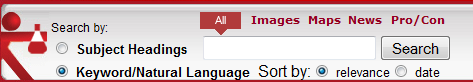 Search by: All Images Maps News Pro/Con
Subject Headings Search
Keyword/Natural Language Sort by: relevance date